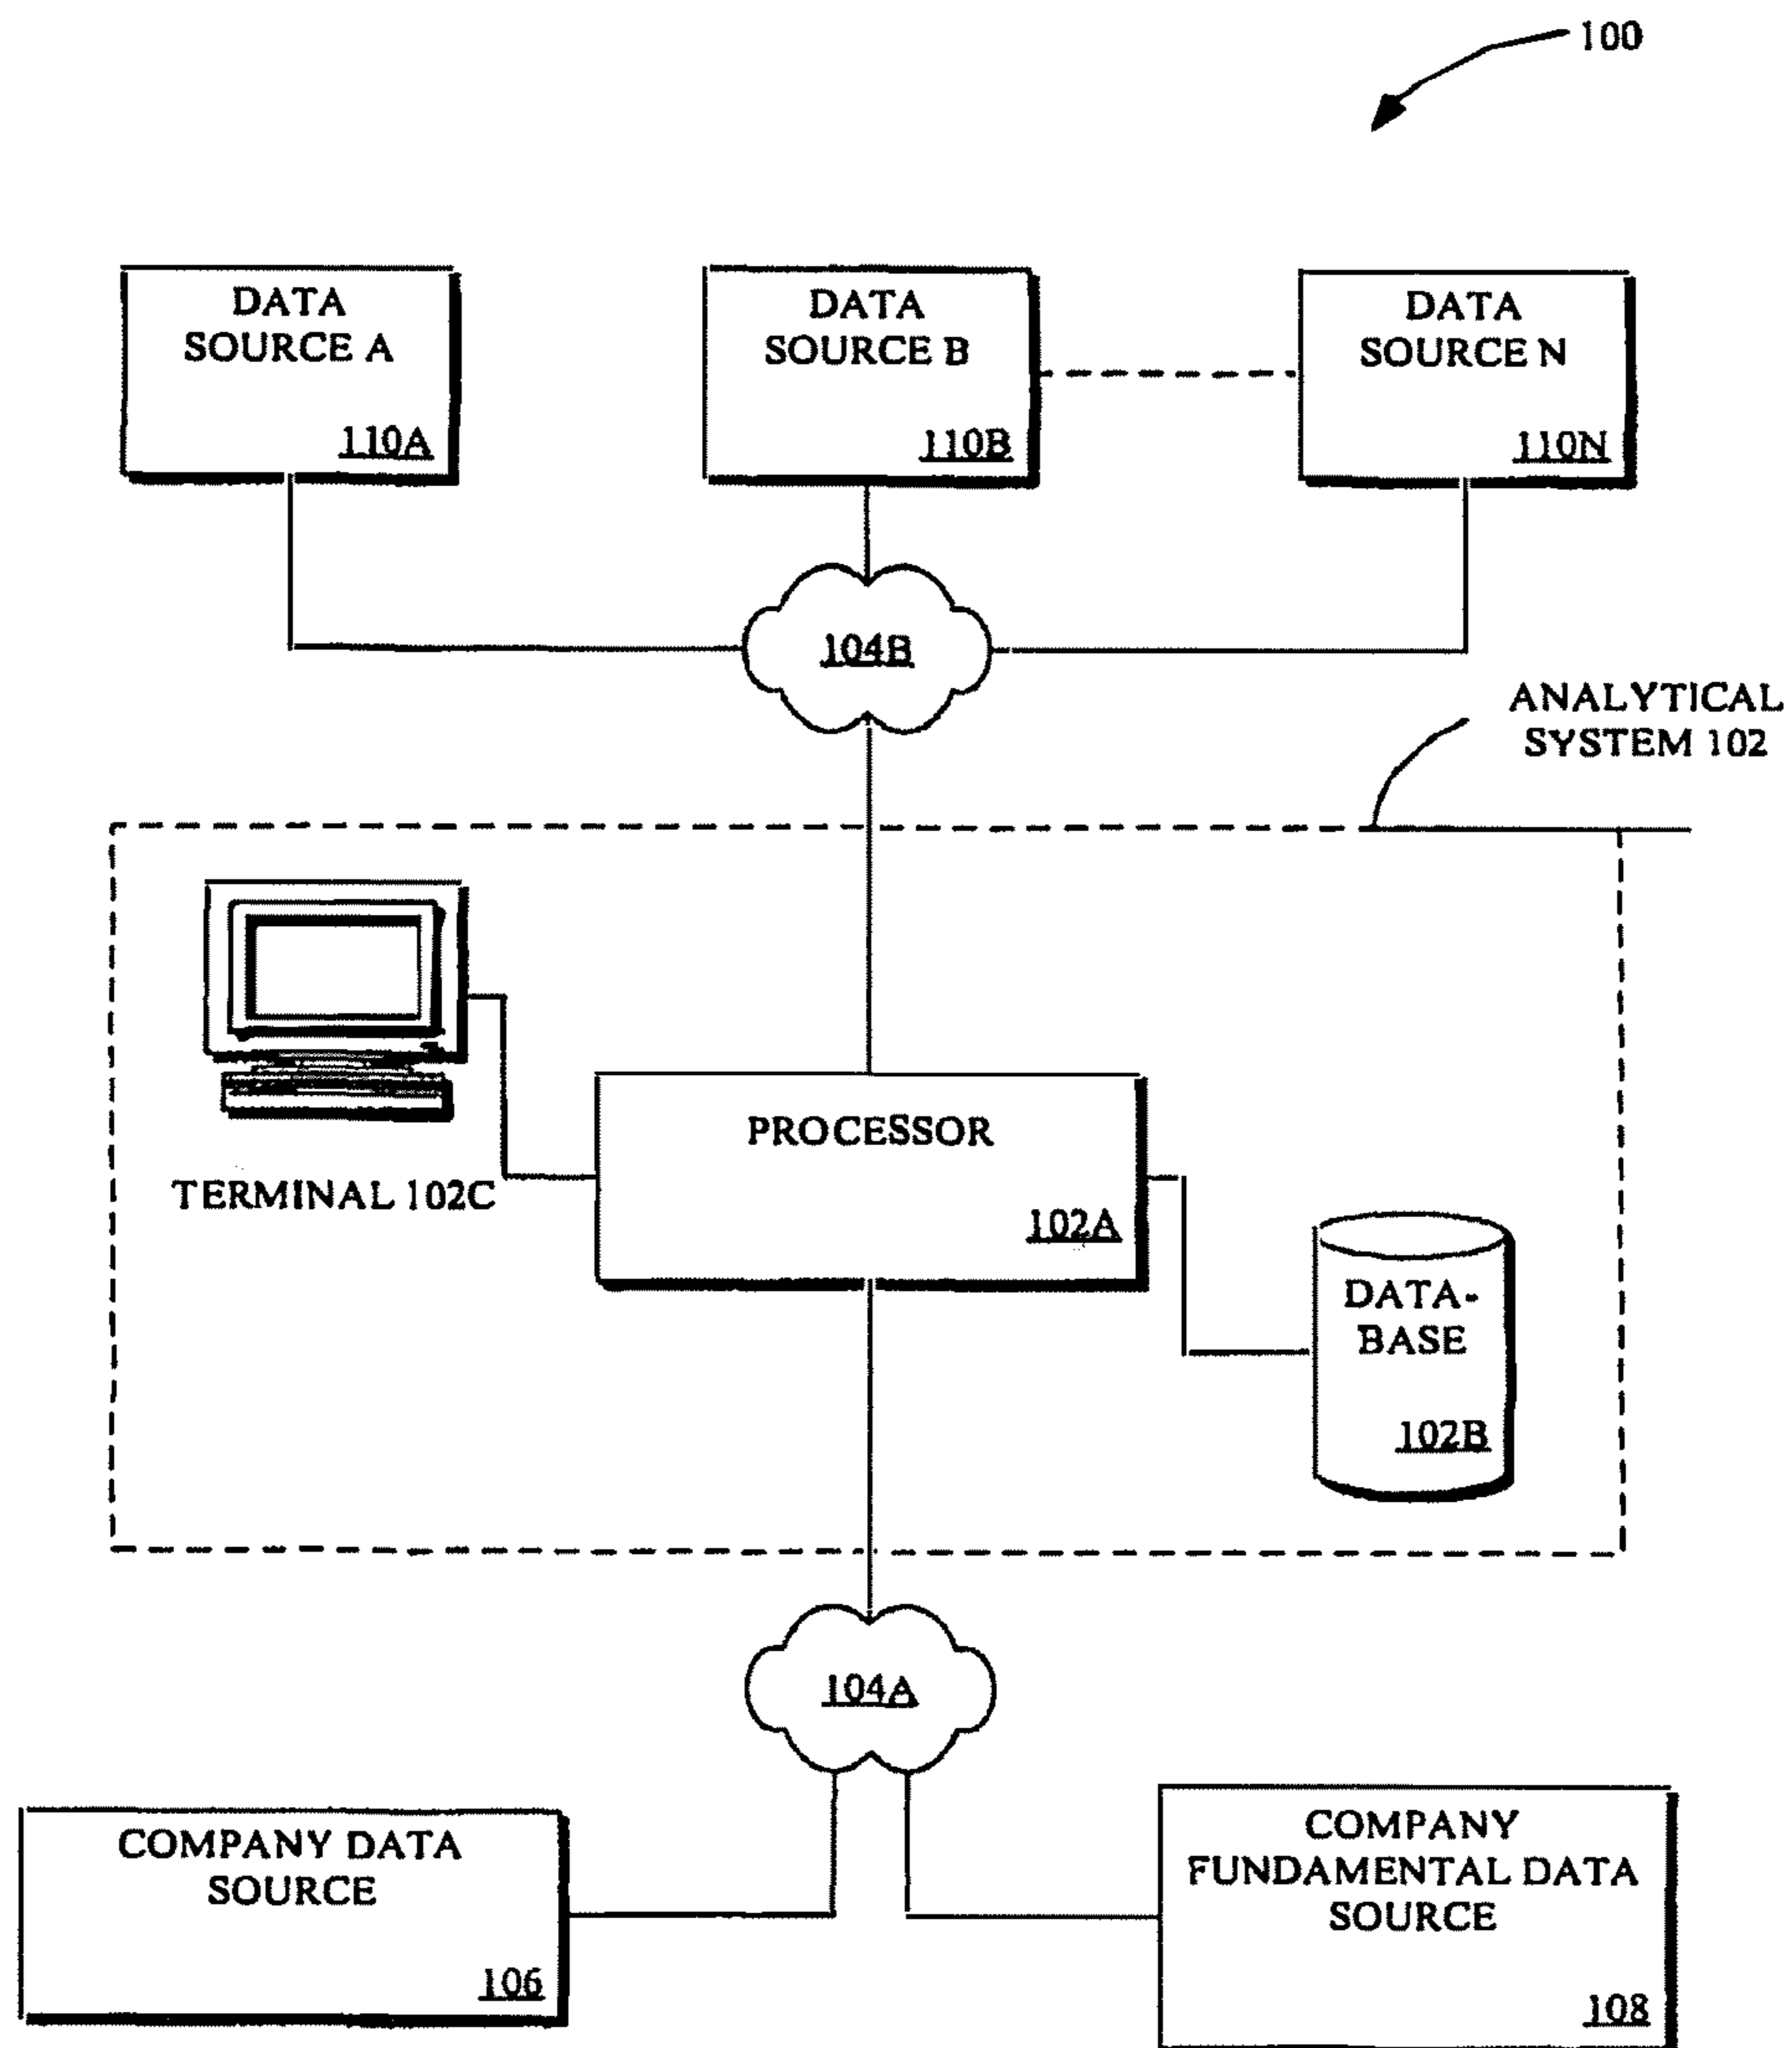 100
DATA
SOURCE A
110A
DATA
SOURCE B
110B
DATA
SOURCE N
110N
104B
ANALYTICAL
SYSTEM 102
TERMINAL 102C
PROCESSOR
102A
DATA-
BASE
102B
104A
COMPANY DATA
SOURCE
106
COMPANY
FUNDAMENTAL DATA
SOURCE
108